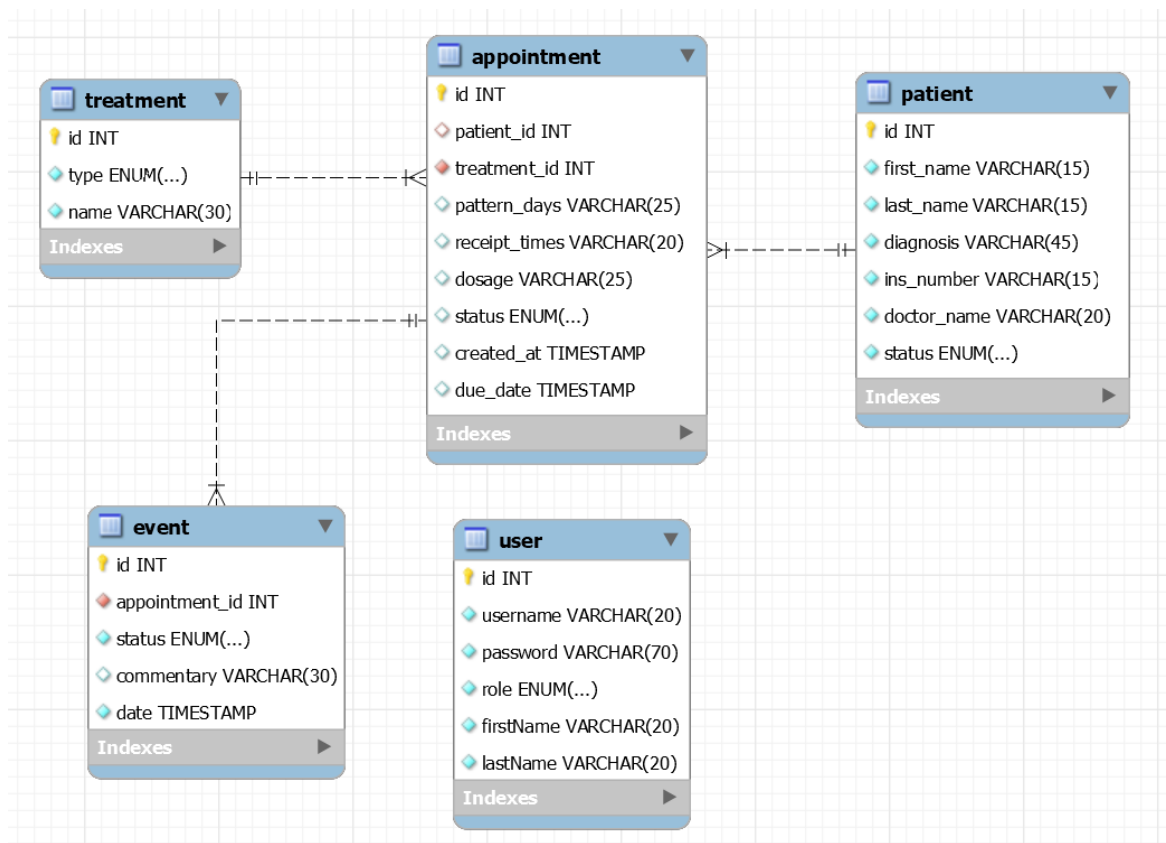 treatment
id INT
type ENUM(...)
name VARCHAR(30)
Indexes
appointment
id INT
patient_id INT
treatment_id INT
pattern_days VARCHAR(25)
receipt_times VARCHAR(20)
dosage VARCHAR(25)
status ENUM(...)
created_at TIMESTAMP
due_date TIMESTAMP
Indexes
patient
id INT
first_name VARCHAR(15)
last_name VARCHAR(15)
diagnosis VARCHAR(45)
ins_number VARCHAR(15)
doctor_name VARCHAR(20)
status ENUM(...)
Indexes
event
id INT
appointment_id INT
status ENUM(...)
commentary VARCHAR(30)
date TIMESTAMP
Indexes
user
id INT
username VARCHAR(20)
password VARCHAR(70)
role ENUM(...)
firstName VARCHAR(20)
lastName VARCHAR(20)
Indexes